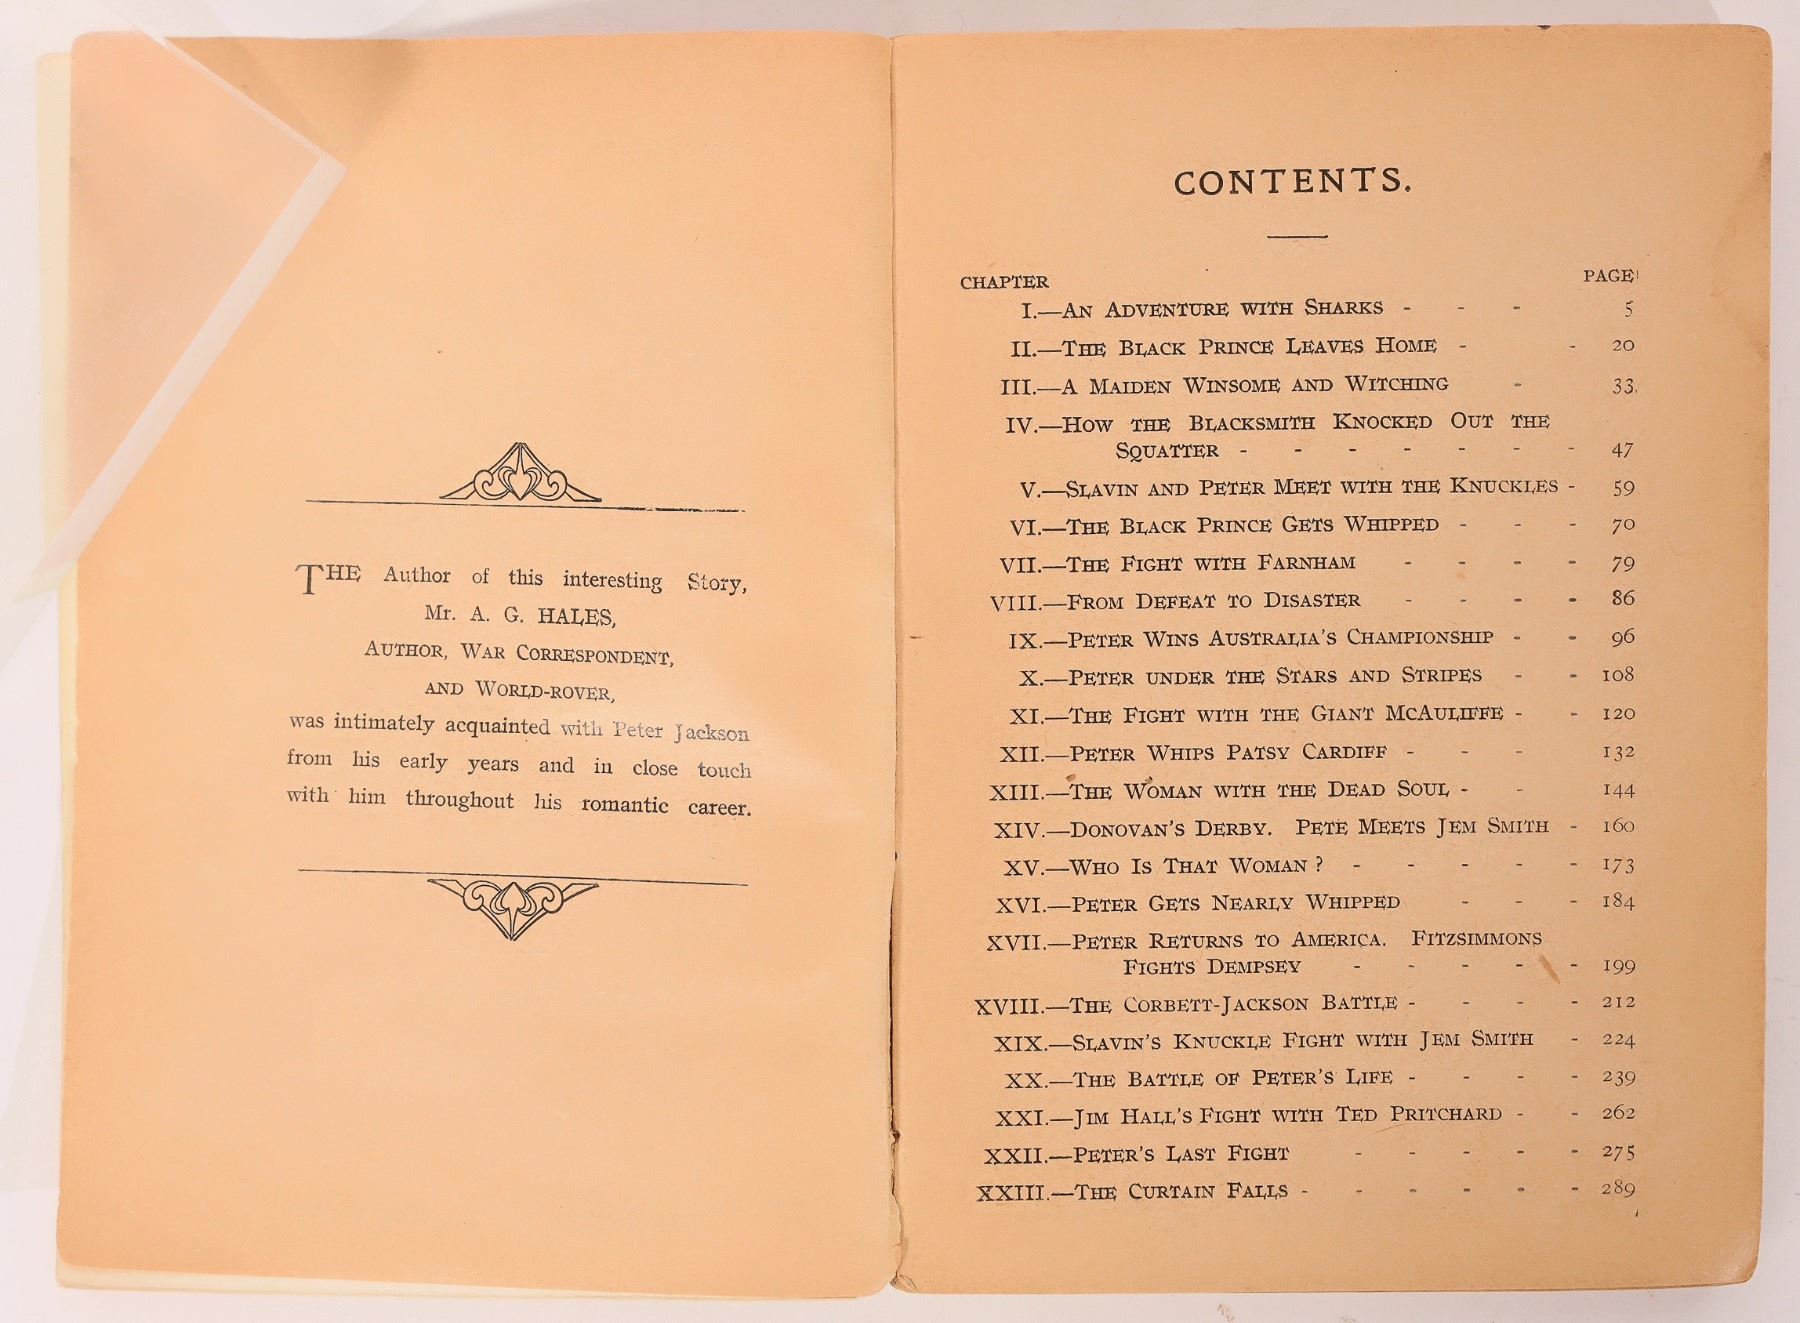 THE Author of this interesting Story,
Mr. A. G. HALES,
AUTHOR, WAR CORRESPONDENT,
AND WORLD-ROVER,
was intimately acquainted with Peter Jackson
from his early years and in close touch
with him throughout his romantic career.
CONTENTS.
CHAPTER PAGE
I.—AN ADVENTURE WITH SHARKS - - - 5
II.—THE BLACK PRINCE LEAVES HOME - - 20
III.—A MAIDEN WINSOME AND WITCHING - 33
IV.—HOW THE BLACKSMITH KNOCKED OUT THE
SQUATTER - - - - - - - 47
V.—SLAVIN AND PETER MEET WITH THE KNUCKLES - 59
VI.—THE BLACK PRINCE GETS WHIPPED - - - 70
VII.—THE FIGHT WITH FARNHAM - - - - 79
VIII.—FROM DEFEAT TO DISASTER - - - - 86
IX.—PETER WINS AUSTRALIA'S CHAMPIONSHIP - - 96
X.—PETER UNDER THE STARS AND STRIPES - - 108
XI.—THE FIGHT WITH THE GIANT MCAULIFFE - - 120
XII.—PETER WHIPS PATSY CARDIFF - - - 132
XIII.—THE WOMAN WITH THE DEAD SOUL - - 144
XIV.—DONOVAN'S DERBY. PETE MEETS JEM SMITH - 160
XV.—WHO IS THAT WOMAN? - - - - - 173
XVI.—PETER GETS NEARLY WHIPPED - - - 184
XVII.—PETER RETURNS TO AMERICA. FITZSIMMONS
FIGHTS DEMPSEY - - - - - 199
XVIII.—THE CORBETT-JACKSON BATTLE - - - - 212
XIX.—SLAVIN'S KNUCKLE FIGHT WITH JEM SMITH - 224
XX.—THE BATTLE OF PETER'S LIFE - - - - 239
XXI.—JIM HALL'S FIGHT WITH TED PRITCHARD - - 262
XXII.—PETER'S LAST FIGHT - - - - - 275
XXIII.—THE CURTAIN FALLS - - - - - - 289